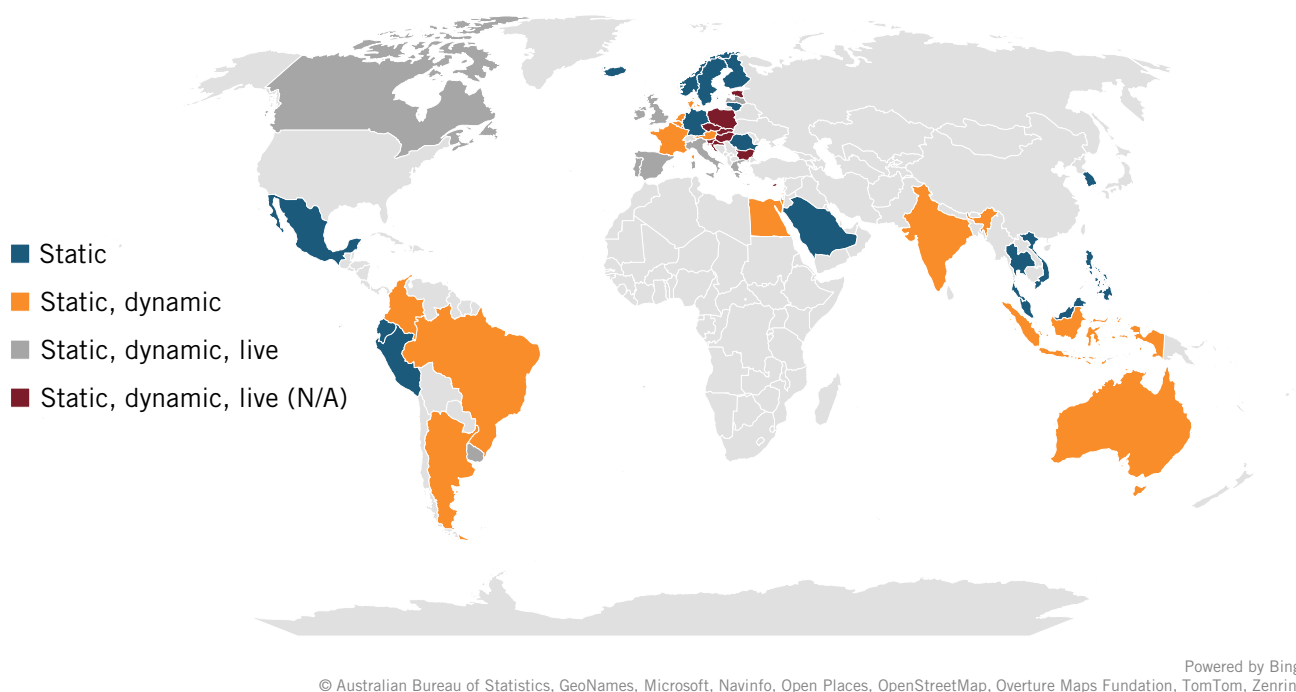 Static
Static, dynamic
Static, dynamic, live
Static, dynamic, live (N/A)
Powered by Bing
© Australian Bureau of Statistics, GeoNames, Microsoft, Navinfo, Open Places, OpenStreetMap, Overture Maps Fundation, TomTom, Zenrin